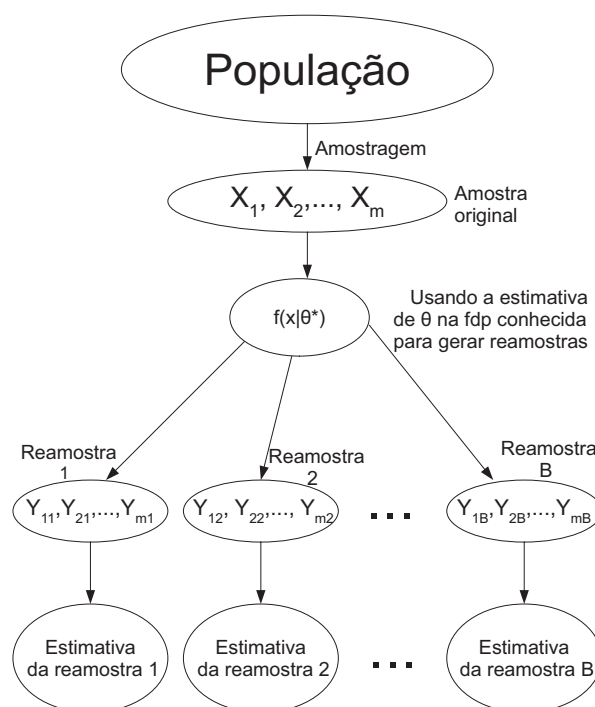 População
Amostragem
X1, X2,..., Xm
Amostra
original
f(x|θ*)
Usando a estimativa
de θ na fdp conhecida
para gerar reamostras
Reamostra
1
Reamostra
2
Reamostra
B
Y11,Y21,...,Ym1
Y12, Y22,..., Ym2
...
Y1B,Y2B,...,YmB
Estimativa
da reamostra 1
Estimativa
da reamostra 2
...
Estimativa
da reamostra B